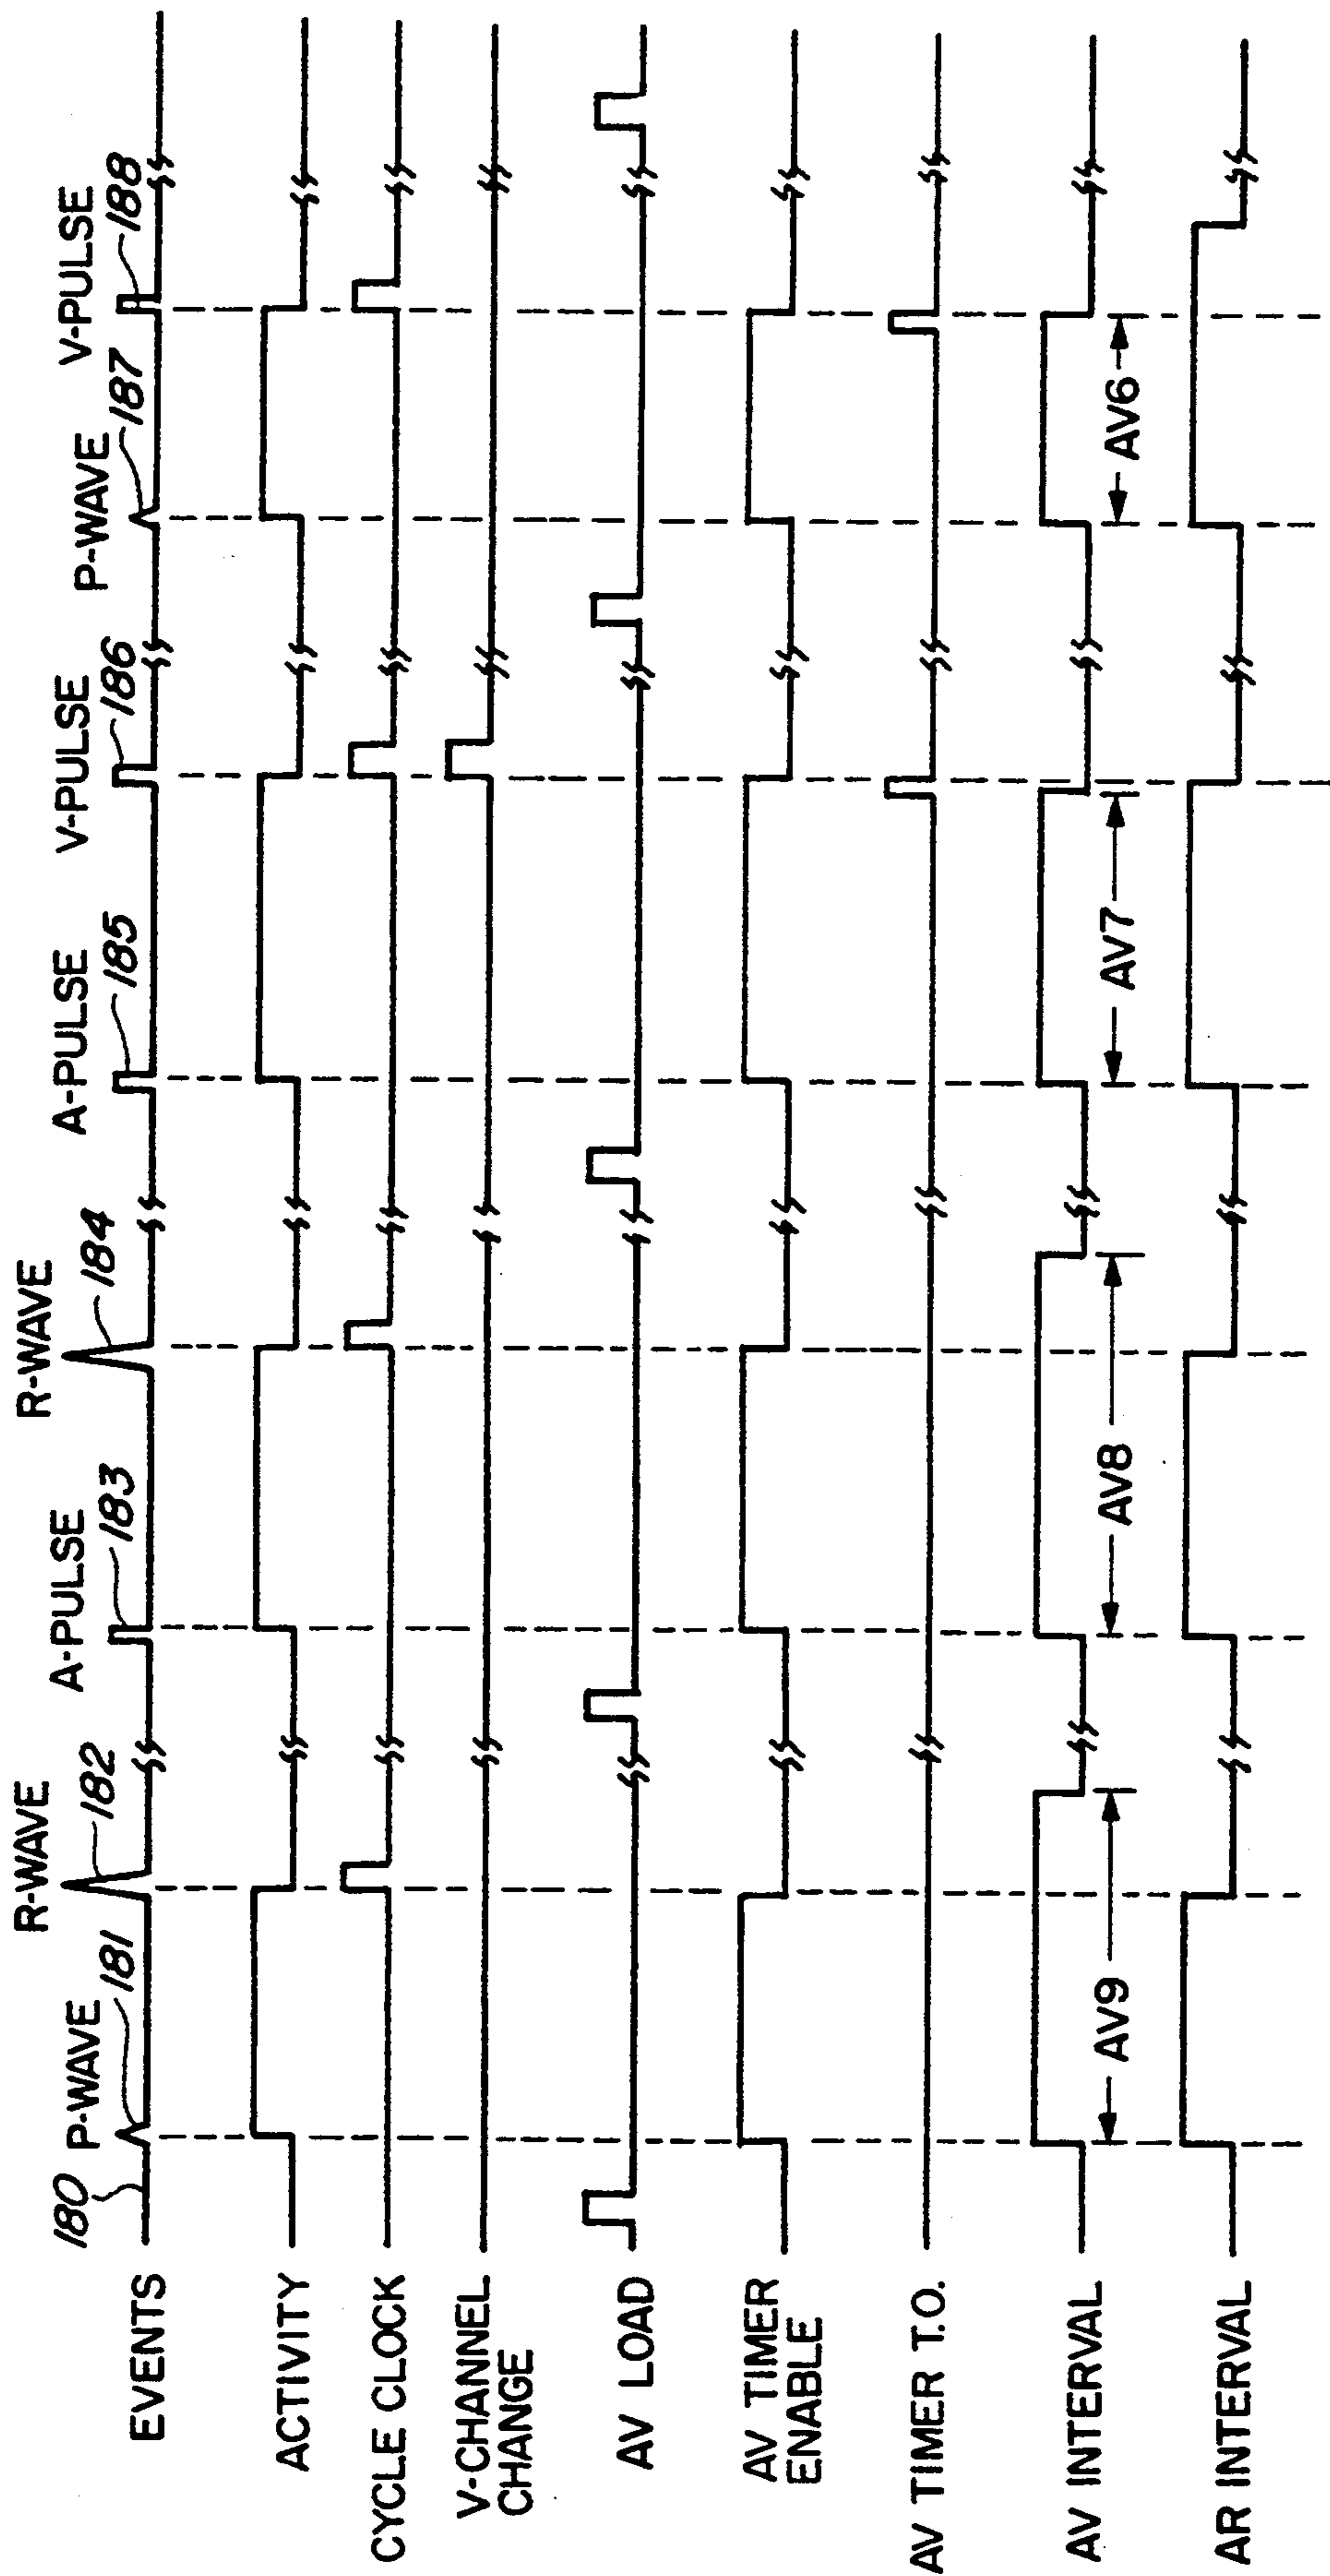 180
P-WAVE
181
R-WAVE
182
A-PULSE
183
R-WAVE
184
A-PULSE
185
V-PULSE
186
P-WAVE
187
V-PULSE
188
EVENTS
ACTIVITY
CYCLE CLOCK
V-CHANNEL
CHANGE
AV LOAD
AV TIMER
ENABLE
AV TIMER T.O.
AV INTERVAL
AV9
AV8
AV7
AV6
AR INTERVAL